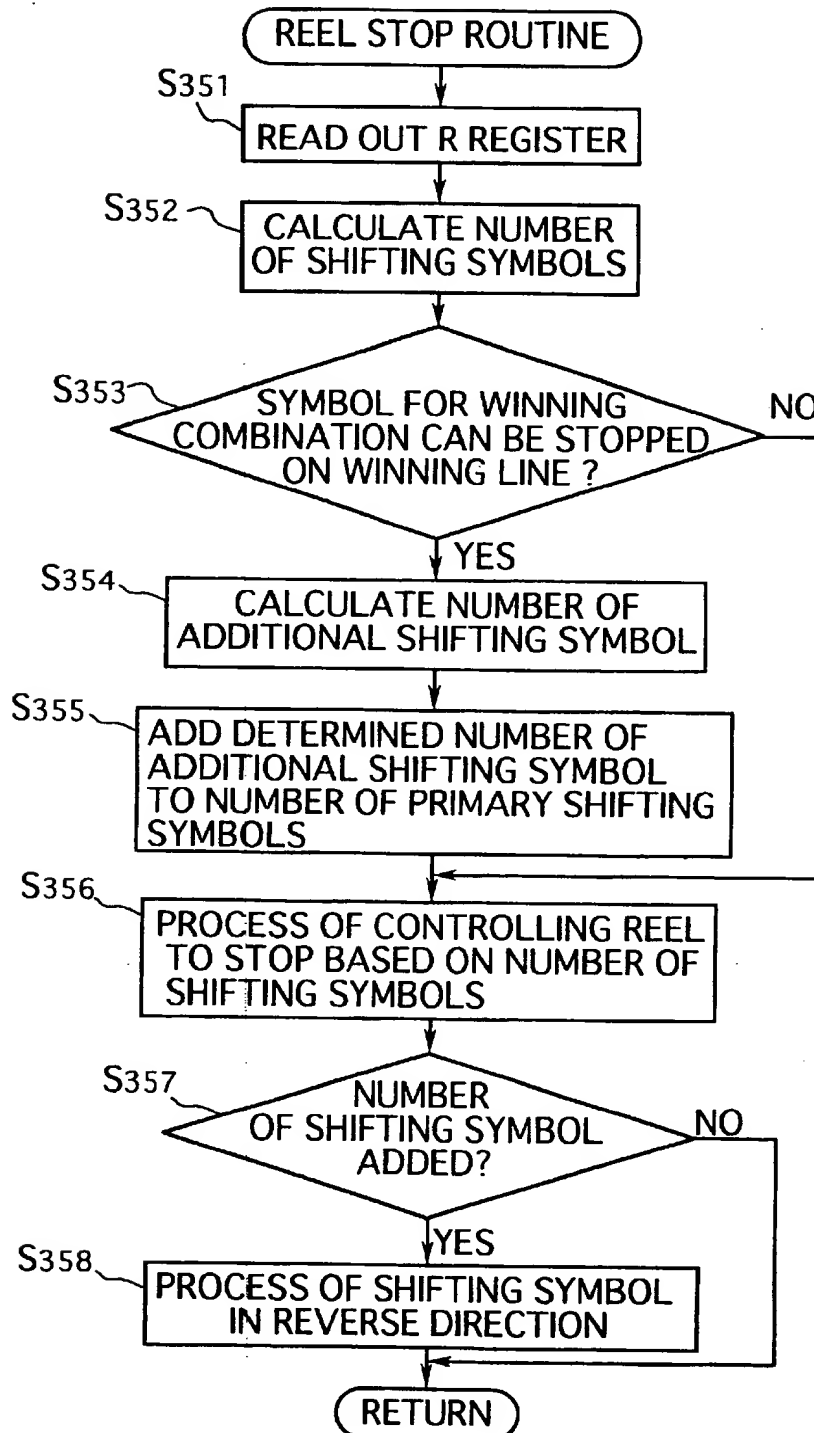 REEL STOP ROUTINE
S351
READ OUT R REGISTER
S352
CALCULATE NUMBER
OF SHIFTING SYMBOLS
S353
SYMBOL FOR WINNING
COMBINATION CAN BE STOPPED
ON WINNING LINE ?
NO
YES
S354
CALCULATE NUMBER OF
ADDITIONAL SHIFTING SYMBOL
S355
ADD DETERMINED NUMBER OF
ADDITIONAL SHIFTING SYMBOL
TO NUMBER OF PRIMARY SHIFTING
SYMBOLS
S356
PROCESS OF CONTROLLING REEL
TO STOP BASED ON NUMBER OF
SHIFTING SYMBOLS
S357
NUMBER
OF SHIFTING SYMBOL
ADDED?
NO
YES
S358
PROCESS OF SHIFTING SYMBOL
IN REVERSE DIRECTION
RETURN